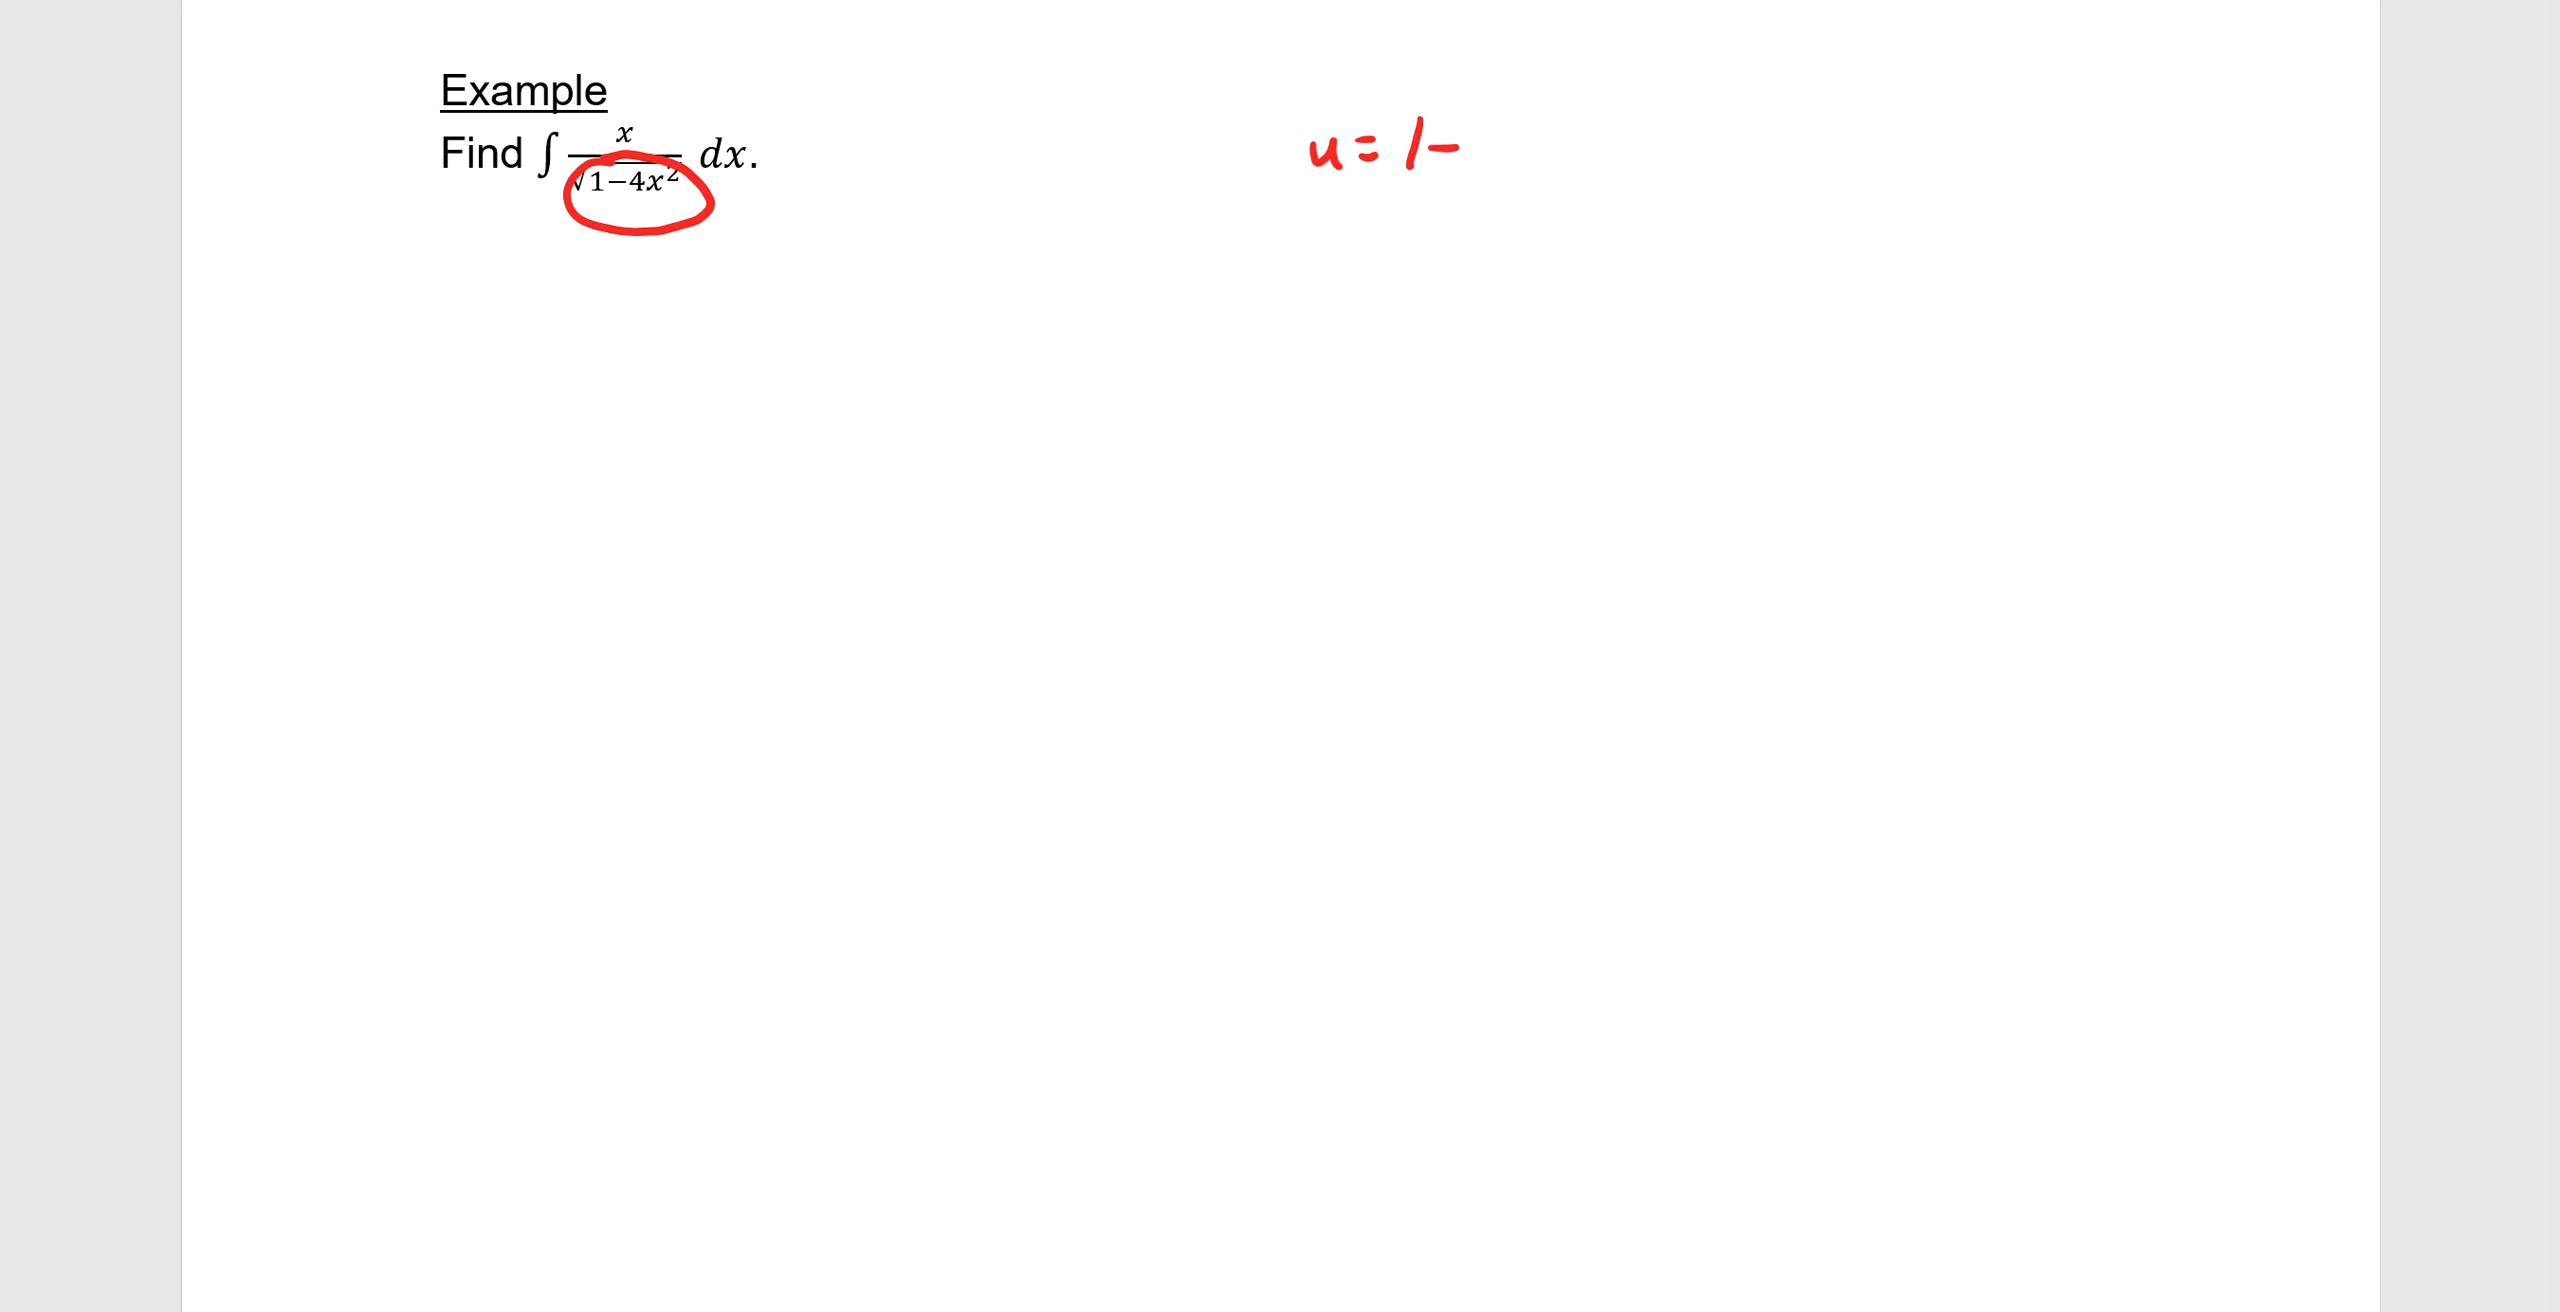 Example
Find ∫ x/√1−4x² dx.
u = 1-